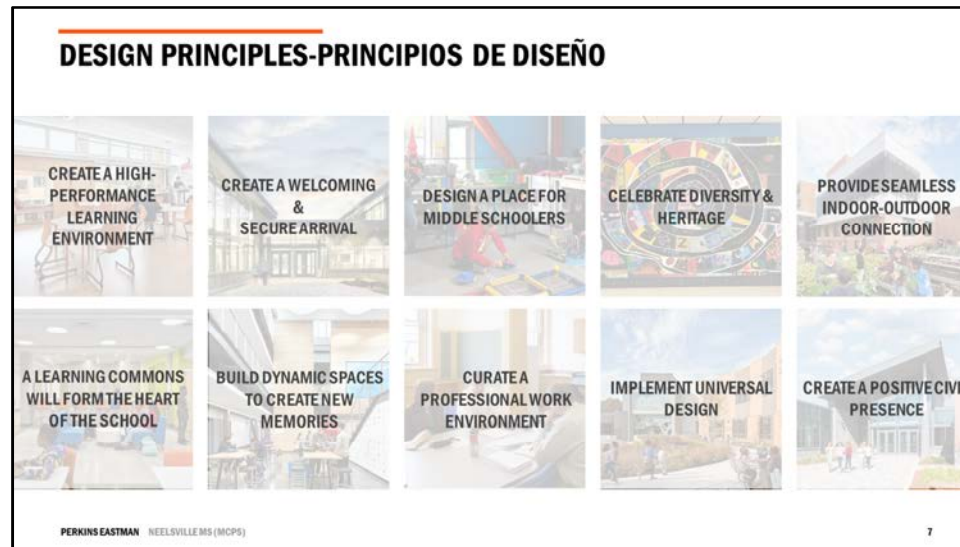 DESIGN PRINCIPLES-PRINCIPIOS DE DISEÑO
CREATE A HIGH-
PERFORMANCE
LEARNING
ENVIRONMENT
CREATE A WELCOMING
&
SECURE ARRIVAL
DESIGN A PLACE FOR
MIDDLE SCHOOLERS
CELEBRATE DIVERSITY &
HERITAGE
PROVIDE SEAMLESS
INDOOR-OUTDOOR
CONNECTION
A LEARNING COMMONS
WILL FORM THE HEART
OF THE SCHOOL
BUILD DYNAMIC SPACES
TO CREATE NEW
MEMORIES
CURATE A
PROFESSIONAL WORK
ENVIRONMENT
IMPLEMENT UNIVERSAL
DESIGN
CREATE A POSITIVE CIVI
PRESENCE
PERKINS EASTMAN NEELSVILLE MS (MCPS)
7